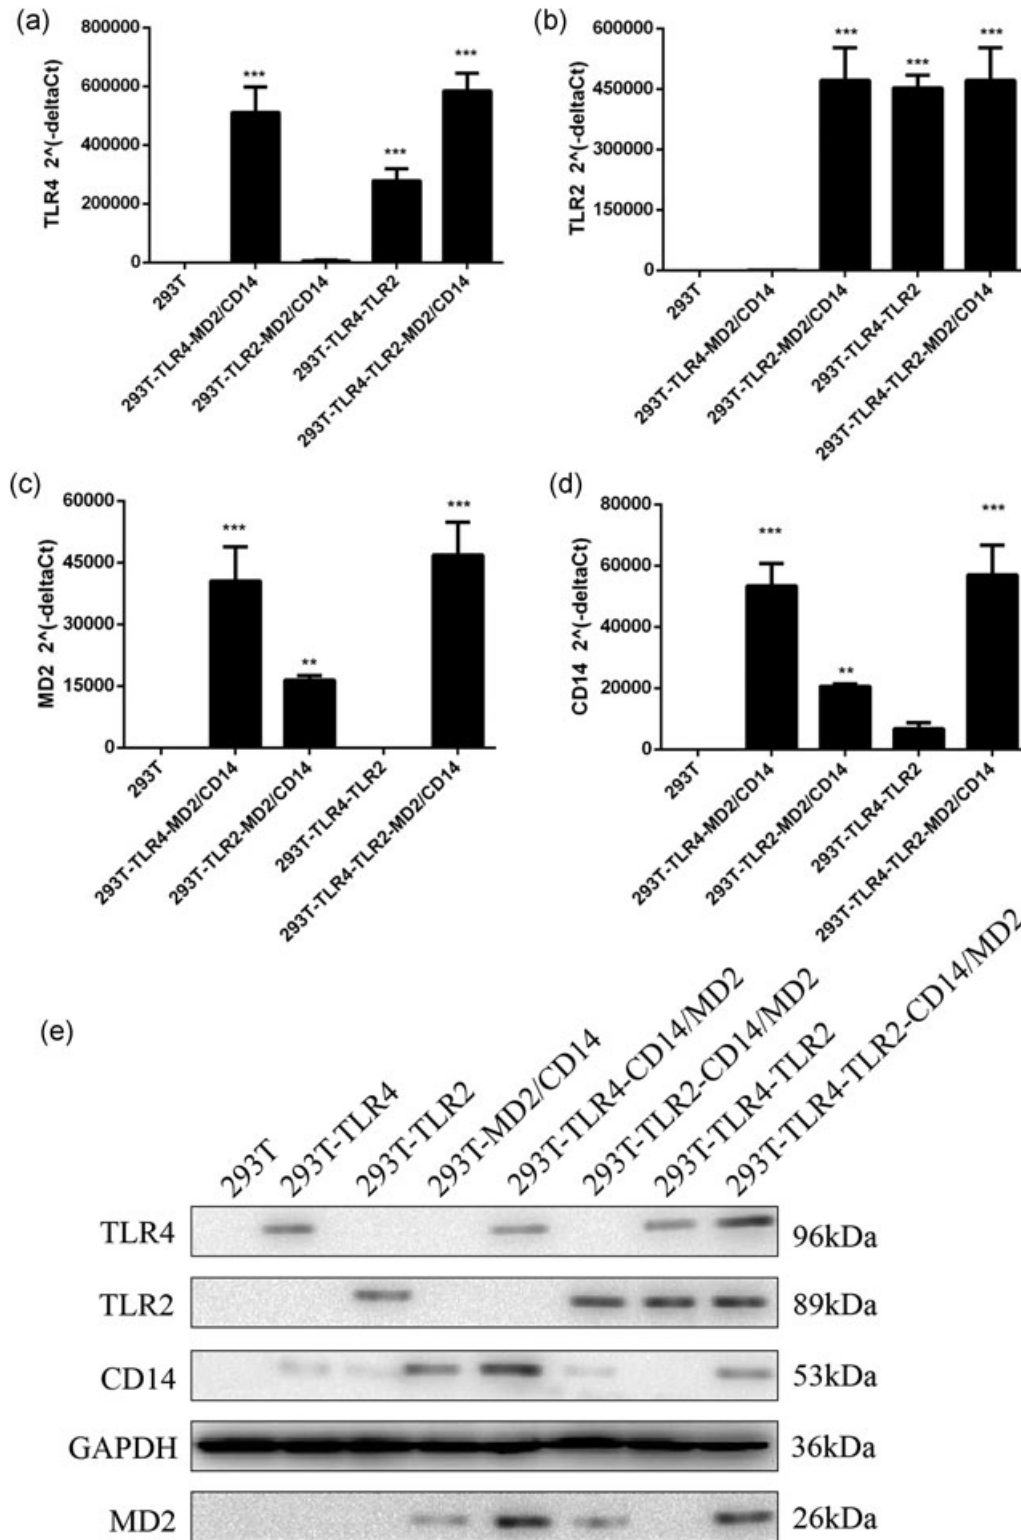 (a)
TLR4 2^(-deltaCt)
800000
600000
400000
200000
0
***
***
***
293T
293T-TLR4-MD2/CD14
293T-TLR2-MD2/CD14
293T-TLR4-TLR2
293T-TLR4-TLR2-MD2/CD14
(b)
TLR2 2^(-deltaCt)
600000
450000
300000
150000
0
***
***
***
293T
293T-TLR4-MD2/CD14
293T-TLR2-MD2/CD14
293T-TLR4-TLR2
293T-TLR4-TLR2-MD2/CD14
(c)
MD2 2^(-deltaCt)
60000
45000
30000
15000
0
***
**
***
293T
293T-TLR4-MD2/CD14
293T-TLR2-MD2/CD14
293T-TLR4-TLR2
293T-TLR4-TLR2-MD2/CD14
(d)
CD14 2^(-deltaCt)
80000
60000
40000
20000
0
***
**
***
293T
293T-TLR4-MD2/CD14
293T-TLR2-MD2/CD14
293T-TLR4-TLR2
293T-TLR4-TLR2-MD2/CD14
(e)
293T
293T-TLR4
293T-TLR2
293T-MD2/CD14
293T-TLR4-CD14/MD2
293T-TLR2-CD14/MD2
293T-TLR4-TLR2
293T-TLR4-TLR2-CD14/MD2
TLR4 96kDa
TLR2 89kDa
CD14 53kDa
GAPDH 36kDa
MD2 26kDa